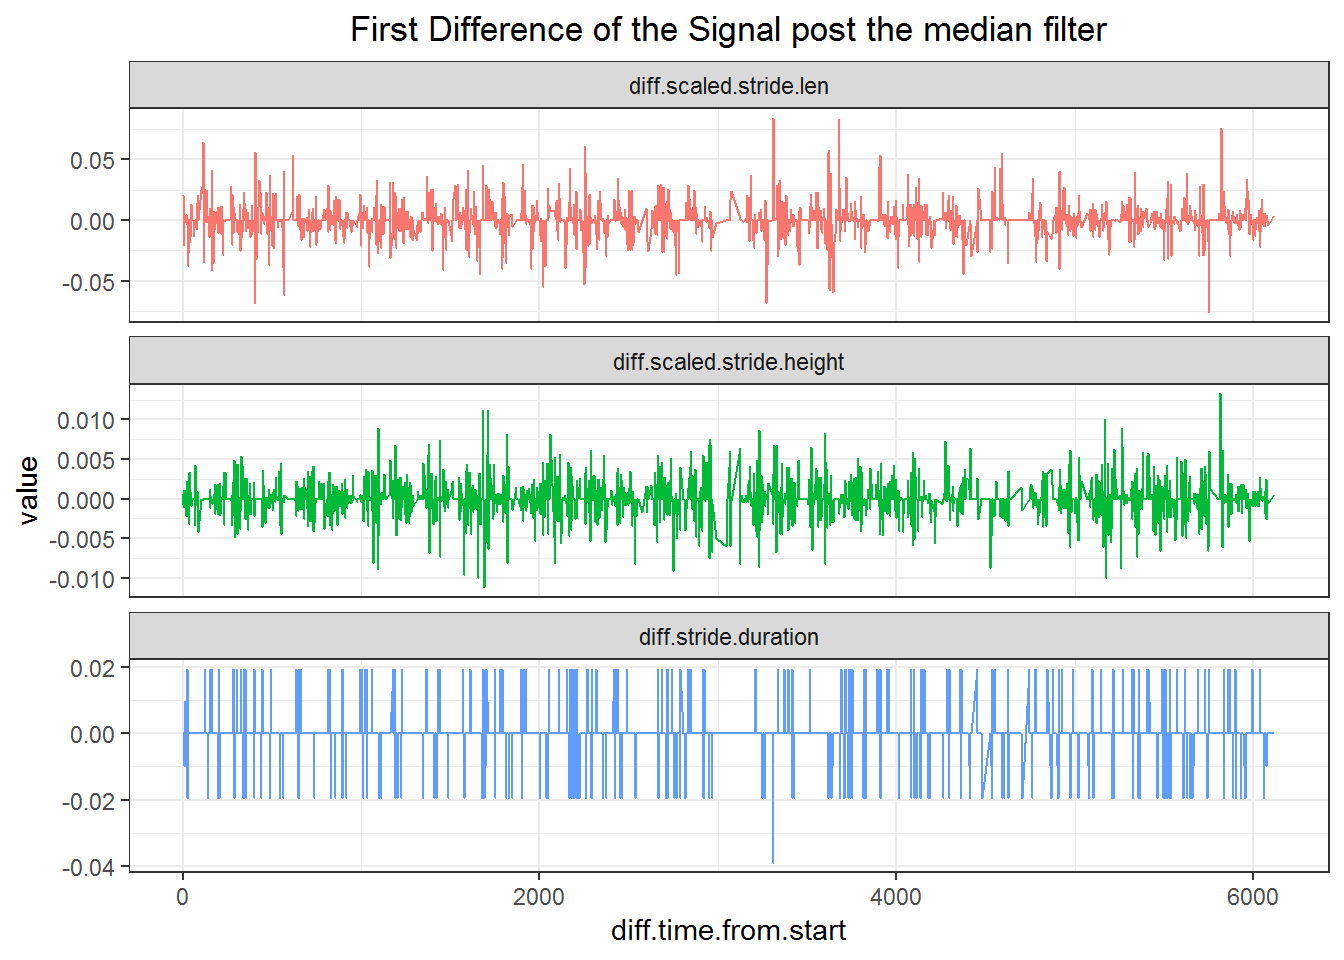 First Difference of the Signal post the median filter
diff.scaled.stride.len
0.05
0.00
-0.05
diff.scaled.stride.height
0.010
0.005
0.000
-0.005
-0.010
value
diff.stride.duration
0.02
0.00
-0.02
-0.04
0 2000 4000 6000
diff.time.from.start